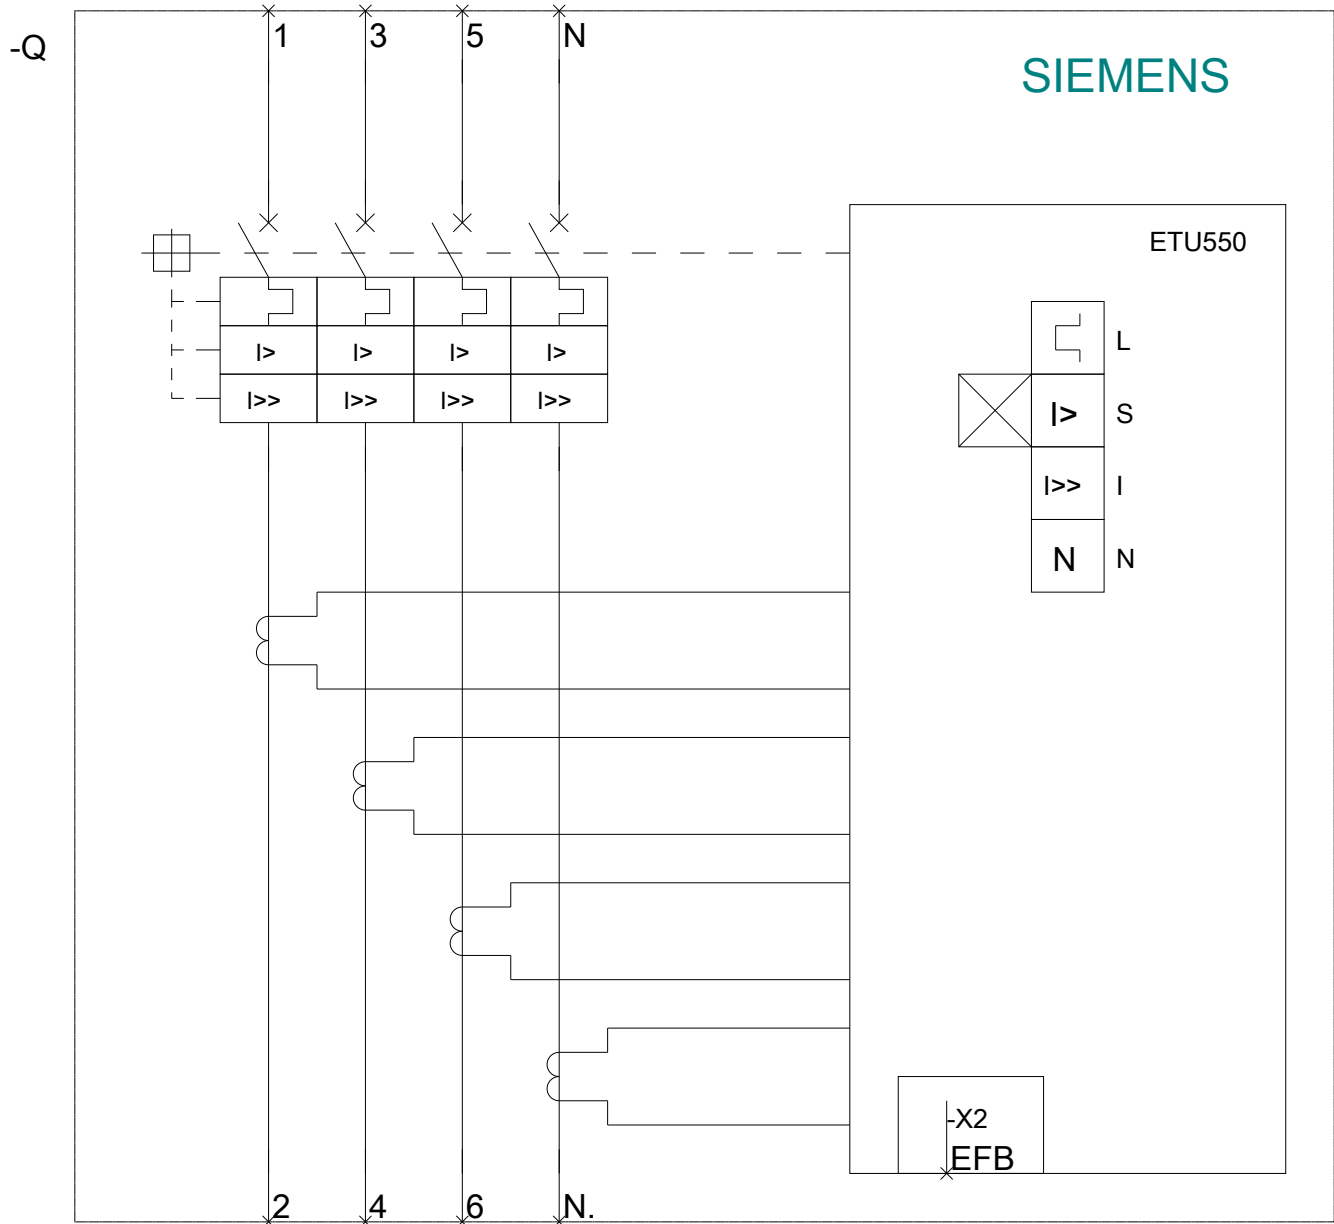 1 3 5 N
-Q
SIEMENS
ETU550
L
I> I> I> I>
I>> I>> I>> I>>
I> S
I>> I
N N
-X2
EFB
2 4 6 N.